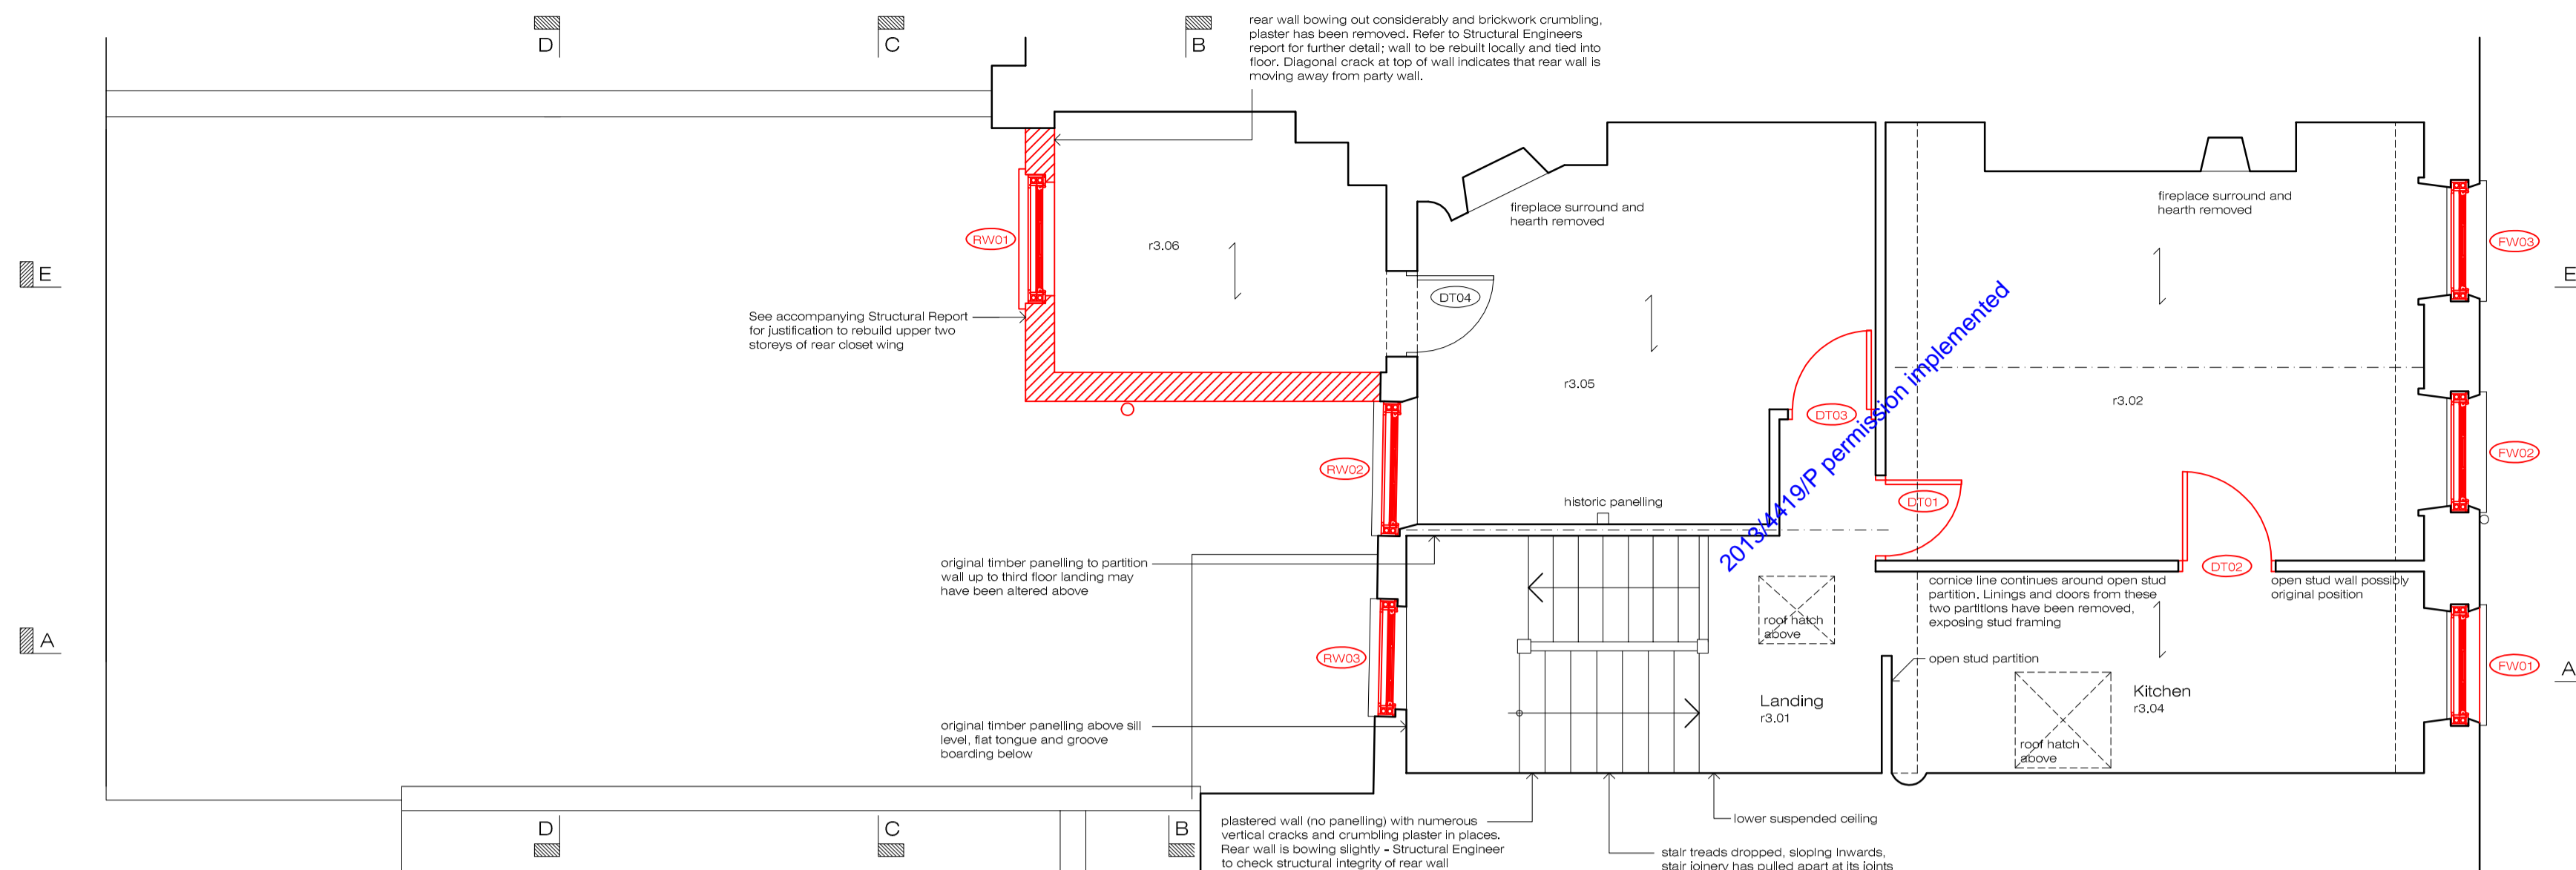 D
C
B
rear wall bowing out considerably and brickwork crumbling,
plaster has been removed. Refer to Structural Engineers
report for further detail; wall to be rebuilt locally and tied into
floor. Diagonal crack at top of wall indicates that rear wall is
moving away from party wall.
fireplace surround and
hearth removed
fireplace surround and
hearth removed
RW01
r3.06
FW03
E
E
DT04
See accompanying Structural Report
for justification to rebuild upper two
storeys of rear closet wing
r3.05
r3.02
DT03
2013/4419/P permission implemented
RW02
FW02
historic panelling
DT01
original timber panelling to partition
wall up to third floor landing may
have been altered above
DT02
cornice line continues around open stud
partition. Linings and doors from these
two partitions have been removed,
exposing stud framing
open stud wall possibly
original position
roof hatch
above
A
A
RW03
open stud partition
FW01
Landing
r3.01
Kitchen
r3.04
original timber panelling above sill
level, flat tongue and groove
boarding below
roof hatch
above
D
C
B
plastered wall (no panelling) with numerous
vertical cracks and crumbling plaster in places.
Rear wall is bowing slightly - Structural Engineer
to check structural integrity of rear wall
lower suspended ceiling
stair treads dropped, sloping inwards,
stair joinery has pulled apart at its joints